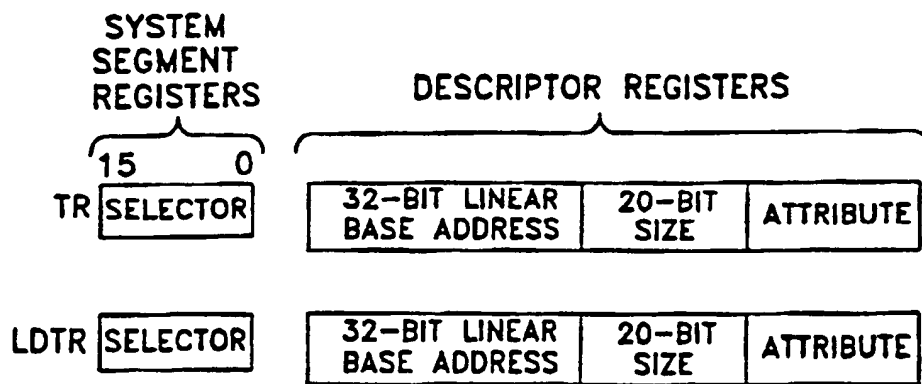 SYSTEM
SEGMENT
REGISTERS
DESCRIPTOR REGISTERS
15 0
TR SELECTOR 32-BIT LINEAR BASE ADDRESS 20-BIT SIZE ATTRIBUTE
LDTR SELECTOR 32-BIT LINEAR BASE ADDRESS 20-BIT SIZE ATTRIBUTE